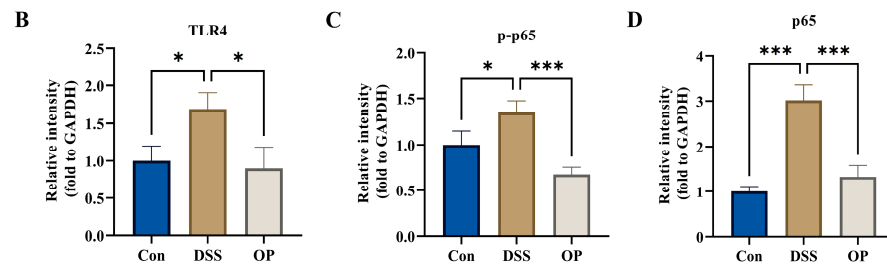 B
TLR4
Relative intensity
(fold to GAPDH)
2.5
2.0
1.5
1.0
0.5
0.0
*
*
Con
DSS
OP
C
p-p65
Relative intensity
(fold to GAPDH)
2.0
1.5
1.0
0.5
0.0
*
***
Con
DSS
OP
D
p65
Relative intensity
(fold to GAPDH)
4
3
2
1
0
***
***
Con
DSS
OP